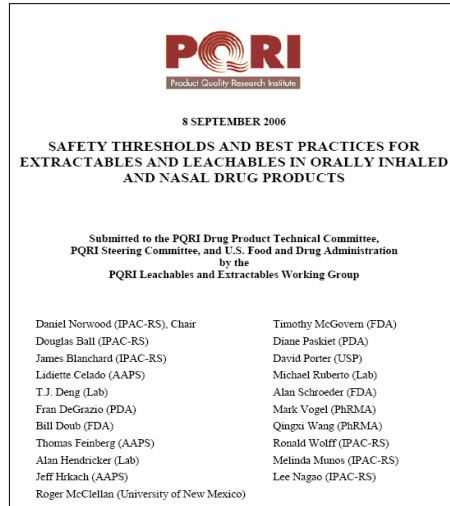 PQRI
Product Quality Research Institute
8 SEPTEMBER 2006
SAFETY THRESHOLDS AND BEST PRACTICES FOR
EXTRACTABLES AND LEACHABLES IN ORALLY INHALED
AND NASAL DRUG PRODUCTS
Submitted to the PQRI Drug Product Technical Committee,
PQRI Steering Committee, and U.S. Food and Drug Administration
by the
PQRI Leachables and Extractables Working Group
Daniel Norwood (IPAC-RS), Chair
Douglas Ball (IPAC-RS)
James Blanchard (IPAC-RS)
Lidiette Celado (AAPS)
T.J. Deng (Lab)
Fran DeGrazio (PDA)
Bill Doub (FDA)
Thomas Feinberg (AAPS)
Alan Hendricker (Lab)
Jeff Hrkach (AAPS)
Roger McClellan (University of New Mexico)
Timothy McGovern (FDA)
Diane Paskiet (PDA)
David Porter (USP)
Michael Ruberto (Lab)
Alan Schroeder (FDA)
Mark Vogel (PhRMA)
Qingxi Wang (PhRMA)
Ronald Wolff (IPAC-RS)
Melinda Munos (IPAC-RS)
Lee Nagao (IPAC-RS)